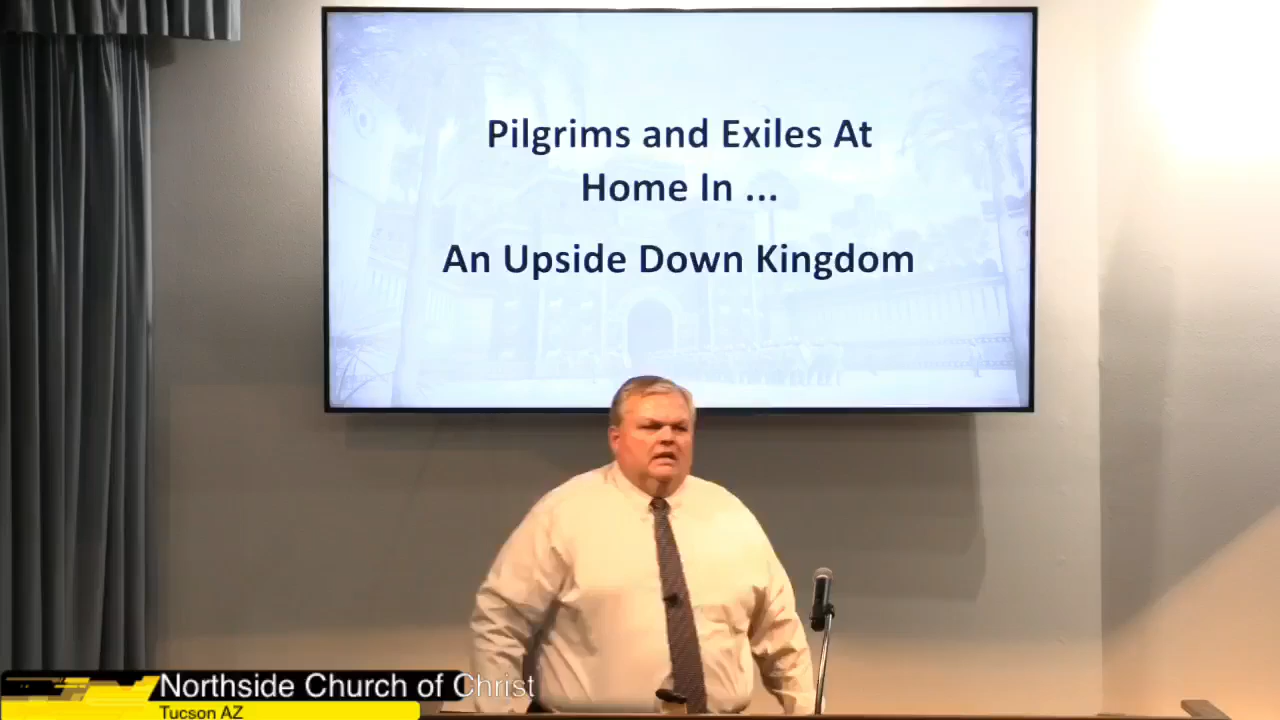 Pilgrims and Exiles At
Home In ...
An Upside Down Kingdom
Northside Church of Christ
Tucson AZ